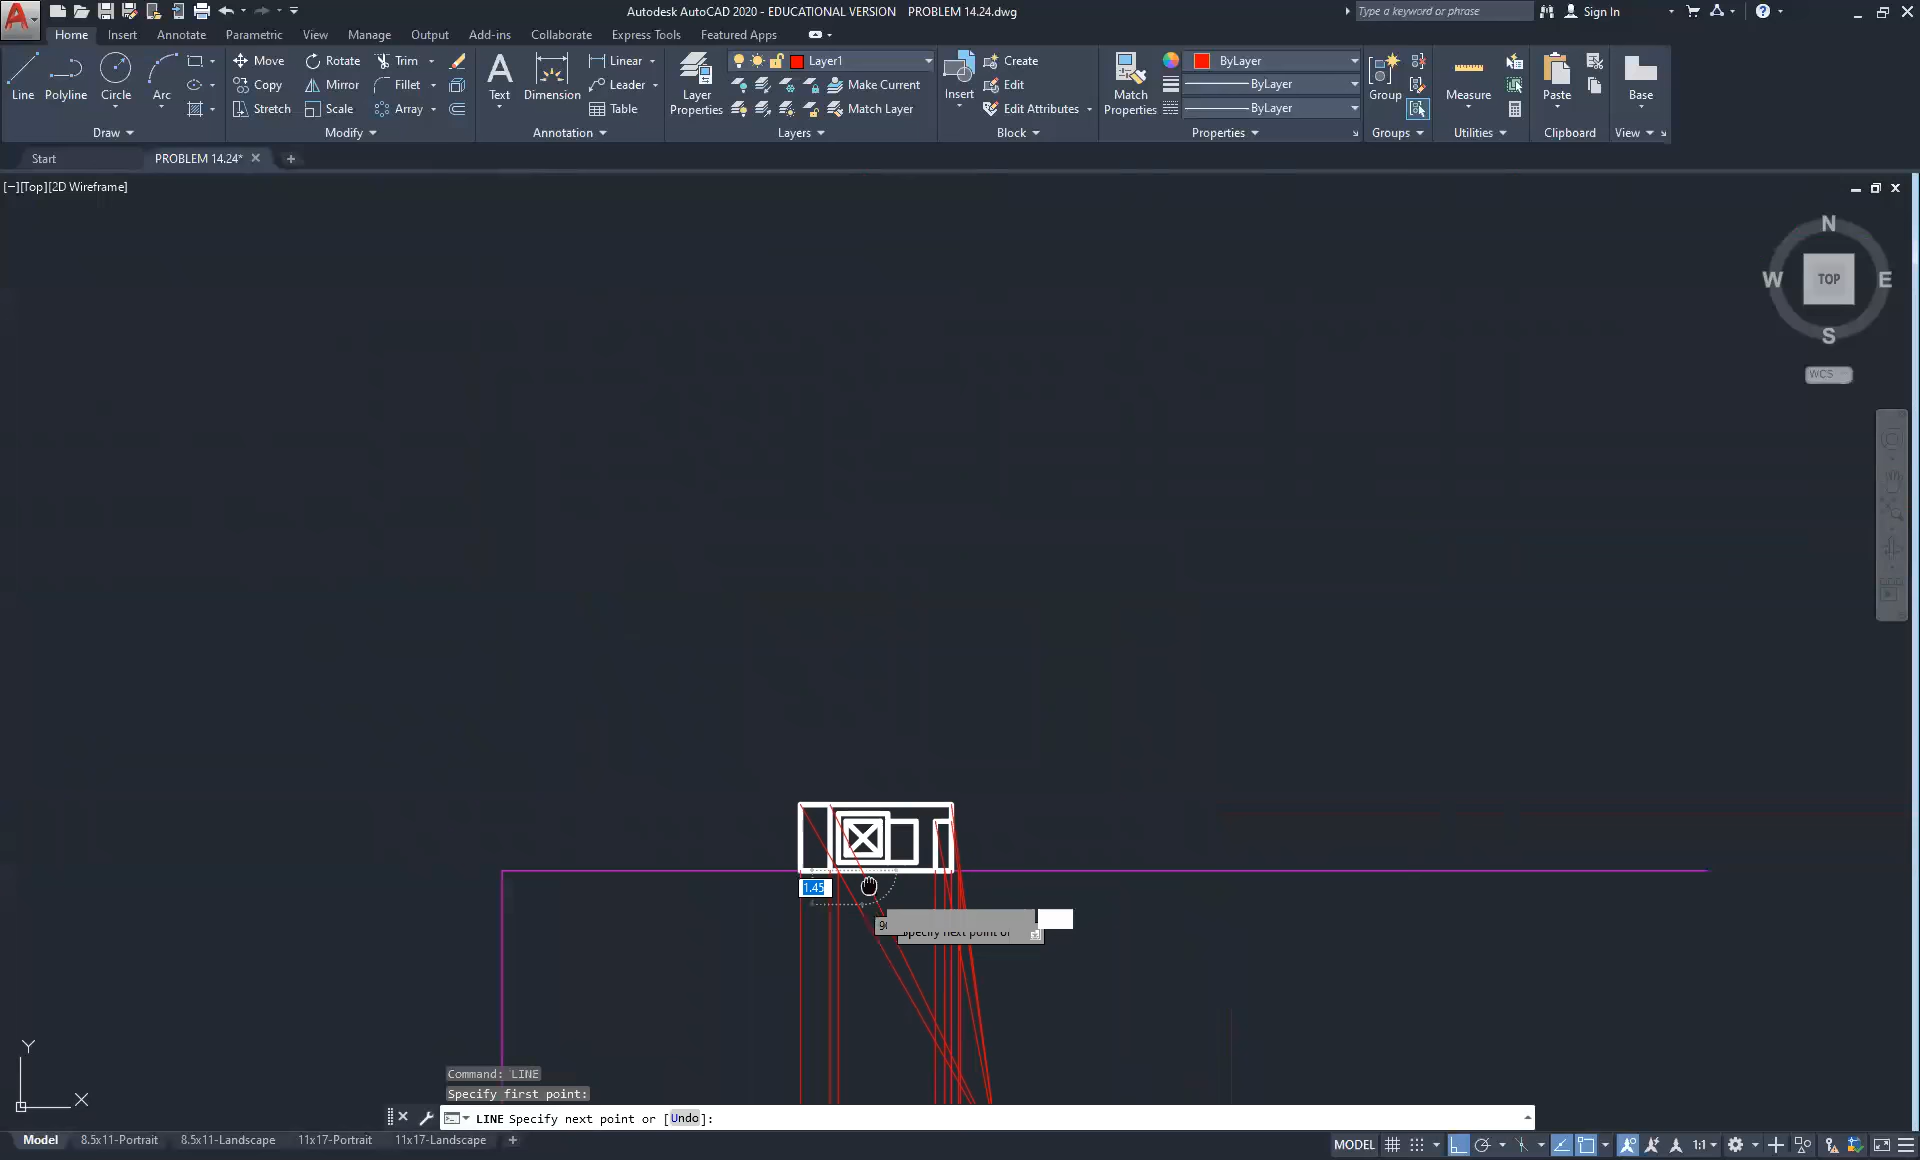 Autodesk AutoCAD 2020 - EDUCATIONAL VERSION PROBLEM 14.24.dwg
Type a keyword or phrase
Sign In
Home Insert Annotate Parametric View Manage Output Add-ins Collaborate Express Tools Featured Apps
Line Polyline Circle Arc
Move Rotate Trim
Copy Mirror Fillet
Stretch Scale Array
Text Dimension
Linear
Leader
Table
Layer Properties
Layer1
Make Current
Match Layer
Insert
Create
Edit
Edit Attributes
Match Properties
ByLayer
ByLayer
ByLayer
Group
Measure
Paste
Base
Draw Modify Annotation Layers Block Properties Groups Utilities Clipboard View
Start PROBLEM 14.24*
[−][Top][2D Wireframe]
N
W TOP E
S
WCS
1.45
Specify next point or
Y
X
Command: LINE
Specify first point:
LINE Specify next point or [Undo]:
Model 8.5x11-Portrait 8.5x11-Landscape 11x17-Portrait 11x17-Landscape
MODEL 1:1